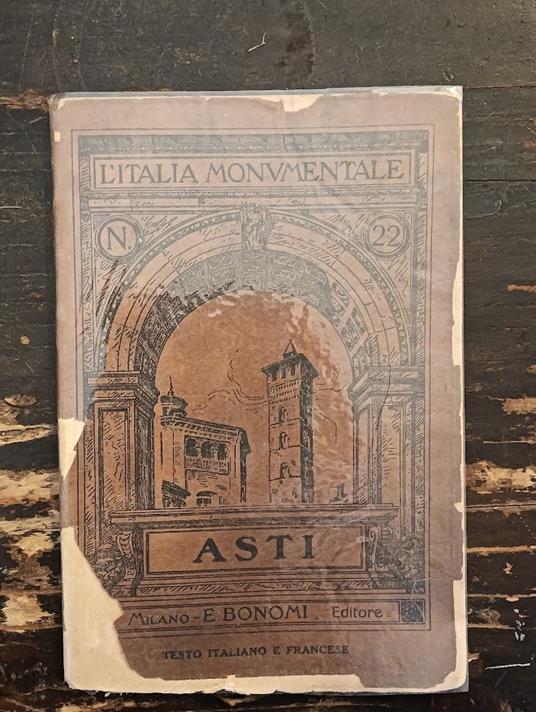 L'ITALIA MONVMENTALE
N. 22
ASTI
MILANO - E. BONOMI. Editore.
TESTO ITALIANO E FRANCESE